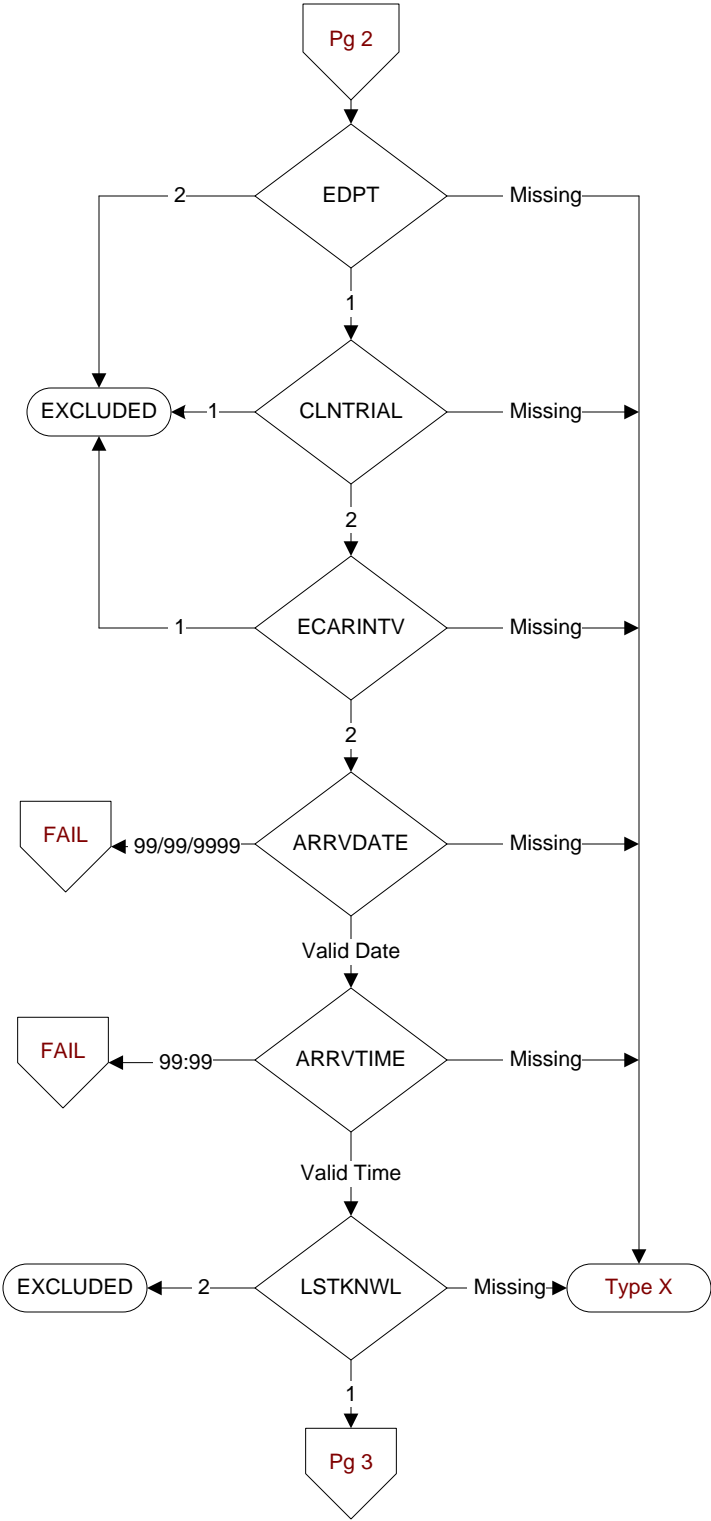 Pg 2
2
EDPT
Missing
1
EXCLUDED
1
CLNTRIAL
Missing
2
1
ECARINTV
Missing
2
FAIL
99/99/9999
ARRVDATE
Missing
Valid Date
FAIL
99:99
ARRVTIME
Missing
Valid Time
EXCLUDED
2
LSTKNWL
Missing
Type X
1
Pg 3